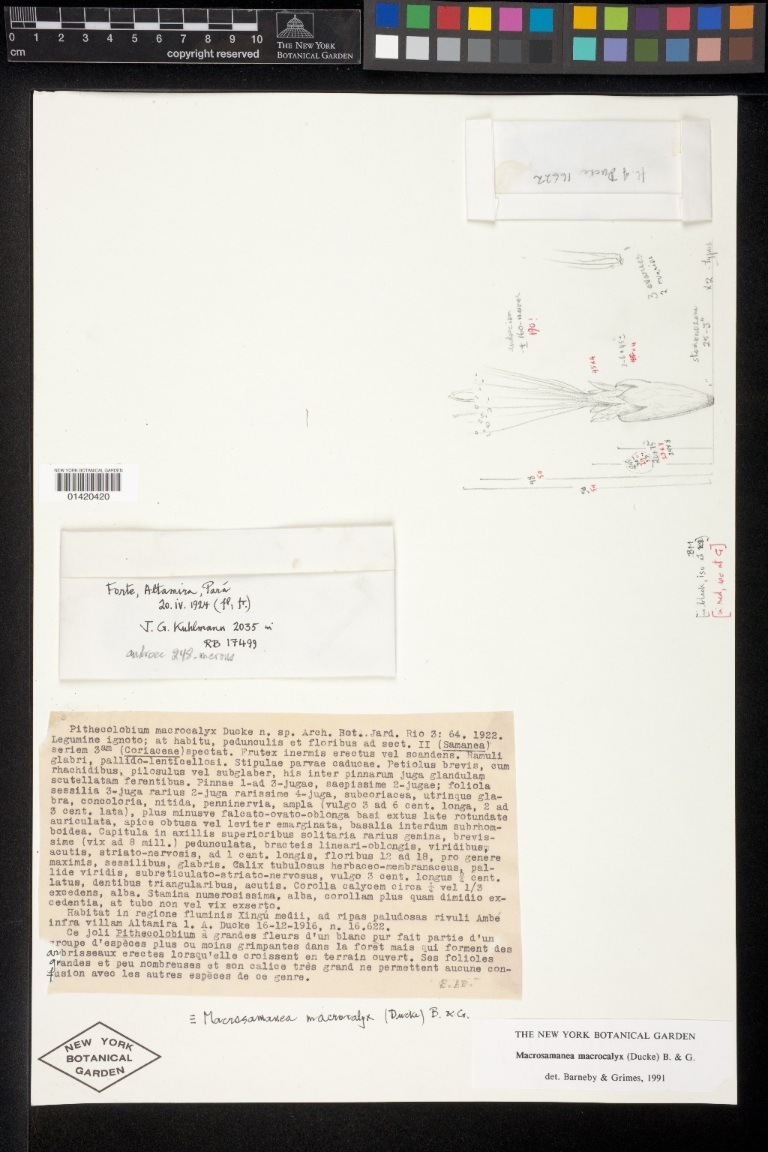 0 1 2 3 4 5 6 7 8 9 10
cm
copyright reserved
THE NEW YORK
BOTANICAL GARDEN
Ducke 16622
3 ovaries
NEW YORK BOTANICAL GARDEN
01420420
Forte, Altamira, Pará
20.iv.1924 (fl, fr.)
J. G. Kuhlmann 2035 in
RB 17499
Pithecolobium macrocalyx Ducke n. sp. Arch. Bot. Jard. Rio 3: 64. 1922.
Legumine ignoto; at habitu, pedunculis et floribus ad sect. II (Samanea)
seriem 3am (Coriaceae) spectat. Frutex inermis erectus vel scandens. Ramuli
glabri, pallido-lenticellosi. Stipulae parvae caducae. Petiolus brevis, cum
rhachidibus, pilosulus vel subglaber, his inter pinnarum juga glandulam
scutellatam ferentibus. Pinnae 1-ad 3-jugae, saepissime 2-jugae; foliola
sessilia 3-juga rarius 2-juga rarissime 4-juga, subcoriacea, utrinque gla-
bra, concoloria, nitida, penninervia, ampla (vulgo 3 ad 6 cent. longa, 2 ad
3 cent. lata), plus minusve falcato-ovato-oblonga basi extus late rotundate
auriculata, apice obtusa vel leviter emarginata, basalia interdum subrhom-
boidea. Capitula in axillis superioribus solitaria rarius gemina, brevis-
sime (vix ad 8 mill.) pedunculata, bracteis lineari-oblongis, viridibus,
acutis, striato-nervosis, ad 1 cent. longis, floribus 12 ad 18, pro genere
maximis, sessilibus, glabris. Calix tubulosus herbaceo-membranaceus, pal-
lide viridis, subreticulato-striato-nervosus, vulgo 3 cent. longus ½ cent.
latus, dentibus triangularibus, acutis. Corolla calycem circa ¼ vel 1/3
excedens, alba. Stamina numerosissima, alba, corollam plus quam dimidio ex-
cedentia, at tubo non vel vix exserto.
Habitat in regione fluminis Xingú medii, ad ripas paludosas rivuli Ambé
infra villam Altamira l. A. Ducke 16-12-1916, n. 16.622.
Ce joli Pithecolobium à grandes fleurs d'un blanc pur fait partie d'un
groupe d'espèces plus ou moins grimpantes dans la foret mais qui forment des
arbrisseaux erectes lorsqu'elle croissent en terrain ouvert. Ses folioles
grandes et peu nombreuses et son calice trés grand ne permettent aucune con-
fusion avec les autres espèces de ce genre.
≡ Macrosamanea macrocalyx (Ducke) B. & G.
NEW YORK
BOTANICAL
GARDEN
THE NEW YORK BOTANICAL GARDEN
Macrosamanea macrocalyx (Ducke) B. & G.
det. Barneby & Grimes, 1991